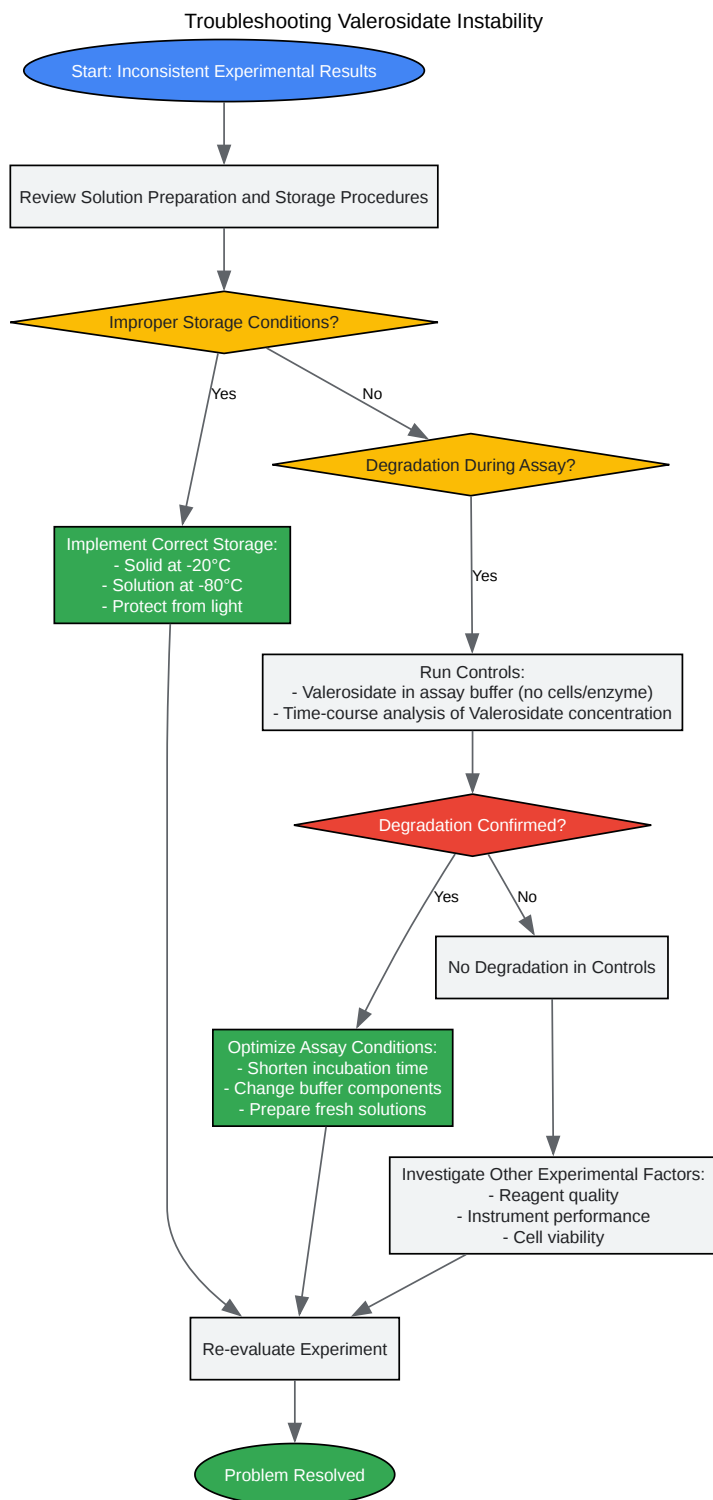 Troubleshooting Valerosidate Instability
Start: Inconsistent Experimental Results
Review Solution Preparation and Storage Procedures
Improper Storage Conditions?
Yes
No
Degradation During Assay?
Implement Correct Storage:
- Solid at -20°C
- Solution at -80°C
- Protect from light
Yes
Run Controls:
- Valerosidate in assay buffer (no cells/enzyme)
- Time-course analysis of Valerosidate concentration
Degradation Confirmed?
Yes
No
No Degradation in Controls
Optimize Assay Conditions:
- Shorten incubation time
- Change buffer components
- Prepare fresh solutions
Investigate Other Experimental Factors:
- Reagent quality
- Instrument performance
- Cell viability
Re-evaluate Experiment
Problem Resolved